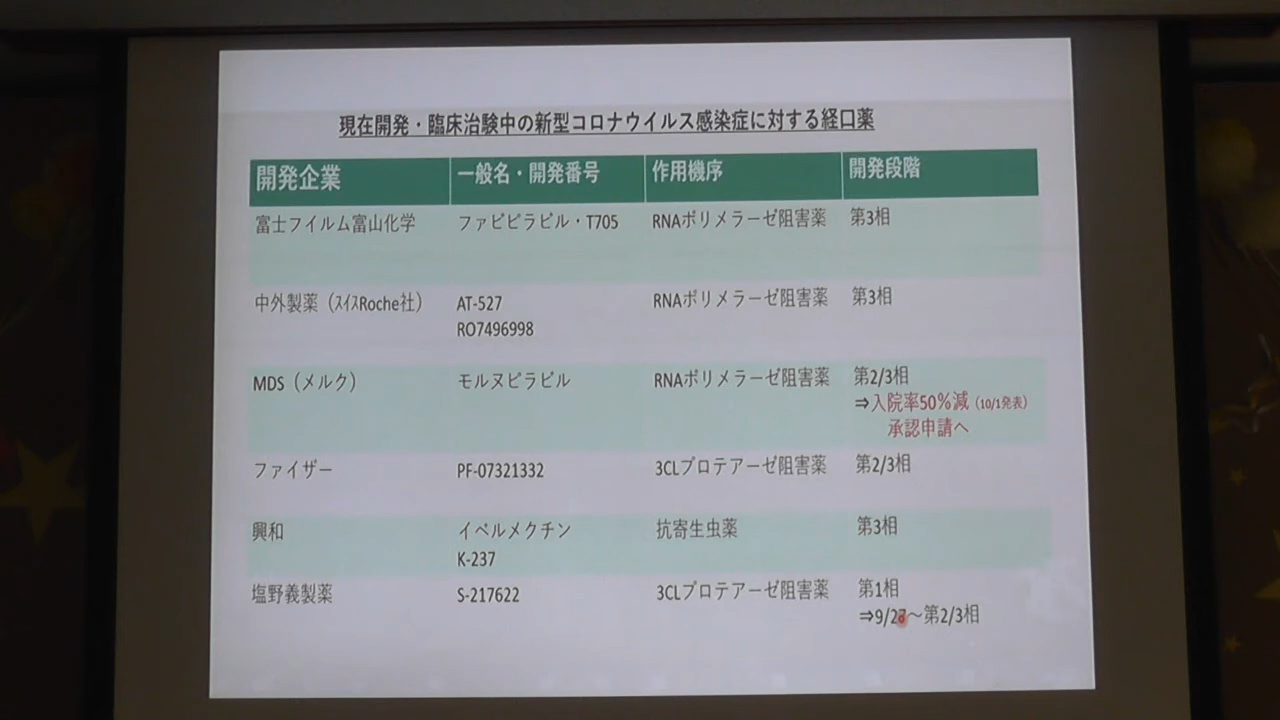 現在開発・臨床治験中の新型コロナウイルス感染症に対する経口薬
開発企業 一般名・開発番号 作用機序 開発段階
富士フイルム富山化学 ファビピラビル・T705 RNAポリメラーゼ阻害薬 第3相
中外製薬（ｽｲｽRoche社） AT-527 RNAポリメラーゼ阻害薬 第3相
RO7496998
MDS（メルク） モルヌピラビル RNAポリメラーゼ阻害薬 第2/3相
⇒入院率50％減（10/1発表）
承認申請へ
ファイザー PF-07321332 3CLプロテアーゼ阻害薬 第2/3相
興和 イベルメクチン 抗寄生虫薬 第3相
K-237
塩野義製薬 S-217622 3CLプロテアーゼ阻害薬 第1相
⇒9/27～第2/3相